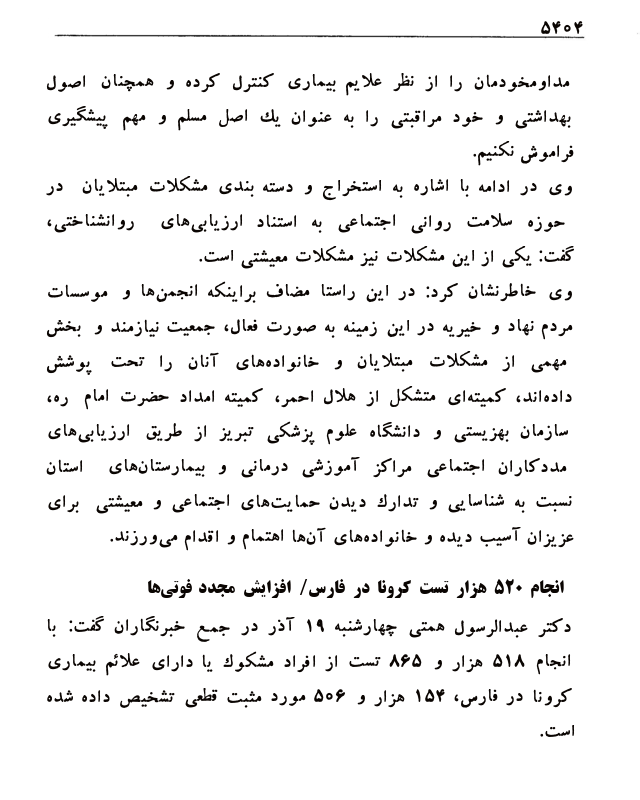 ۵۴۰۴
مداومخودمان را از نظر علایم بیماری کنترل کرده و همچنان اصول
بهداشتی و خود مراقبتی را به عنوان یك اصل مسلم و مهم پیشگیری
فراموش نکنیم.
وی در ادامه با اشاره به استخراج و دسته بندی مشکلات مبتلایان در
حوزه سلامت روانی اجتماعی به استناد ارزیابی‌های روانشناختی،
گفت: یکی از این مشکلات نیز مشکلات معیشتی است.
وی خاطرنشان کرد: در این راستا مضاف براینکه انجمن‌ها و موسسات
مردم نهاد و خیریه در این زمینه به صورت فعال، جمعیت نیازمند و بخش
مهمی از مشکلات مبتلایان و خانواده‌های آنان را تحت پوشش
داده‌اند، کمیته‌ای متشکل از هلال احمر، کمیته امداد حضرت امام ره،
سازمان بهزیستی و دانشگاه علوم پزشکی تبریز از طریق ارزیابی‌های
مددکاران اجتماعی مراکز آموزشی درمانی و بیمارستان‌های استان
نسبت به شناسایی و تدارك دیدن حمایت‌های اجتماعی و معیشتی برای
عزیزان آسیب دیده و خانواده‌های آن‌ها اهتمام و اقدام می‌ورزند.
انجام ۵۲۰ هزار تست کرونا در فارس/ افزایش مجدد فوتی‌ها
دکتر عبدالرسول همتی چهارشنبه ۱۹ آذر در جمع خبرنگاران گفت: با
انجام ۵۱۸ هزار و ۸۶۵ تست از افراد مشکوك یا دارای علائم بیماری
کرونا در فارس، ۱۵۴ هزار و ۵۰۶ مورد مثبت قطعی تشخیص داده شده
است.